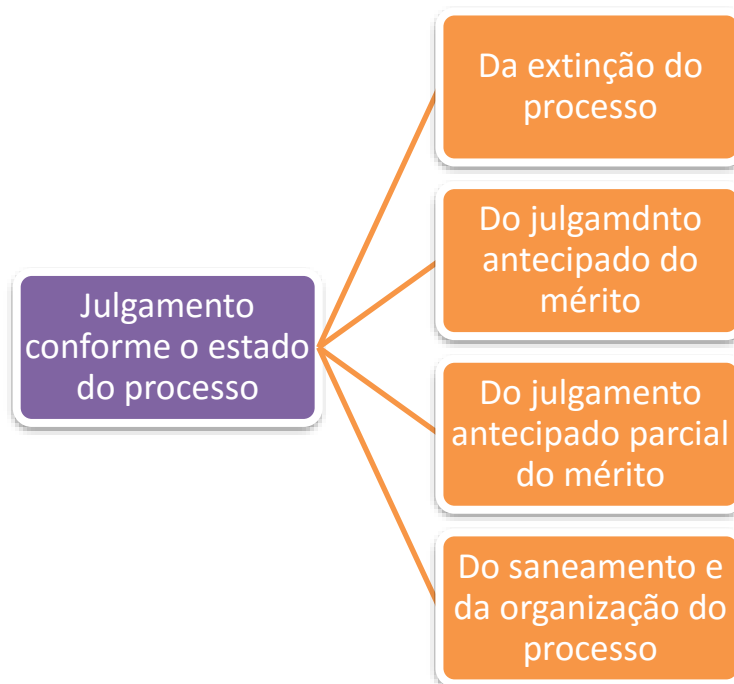 Da extinção do
processo
Do julgamdnto
antecipado do
mérito
Julgamento
conforme o estado
do processo
Do julgamento
antecipado parcial
do mérito
Do saneamento e
da organização do
processo